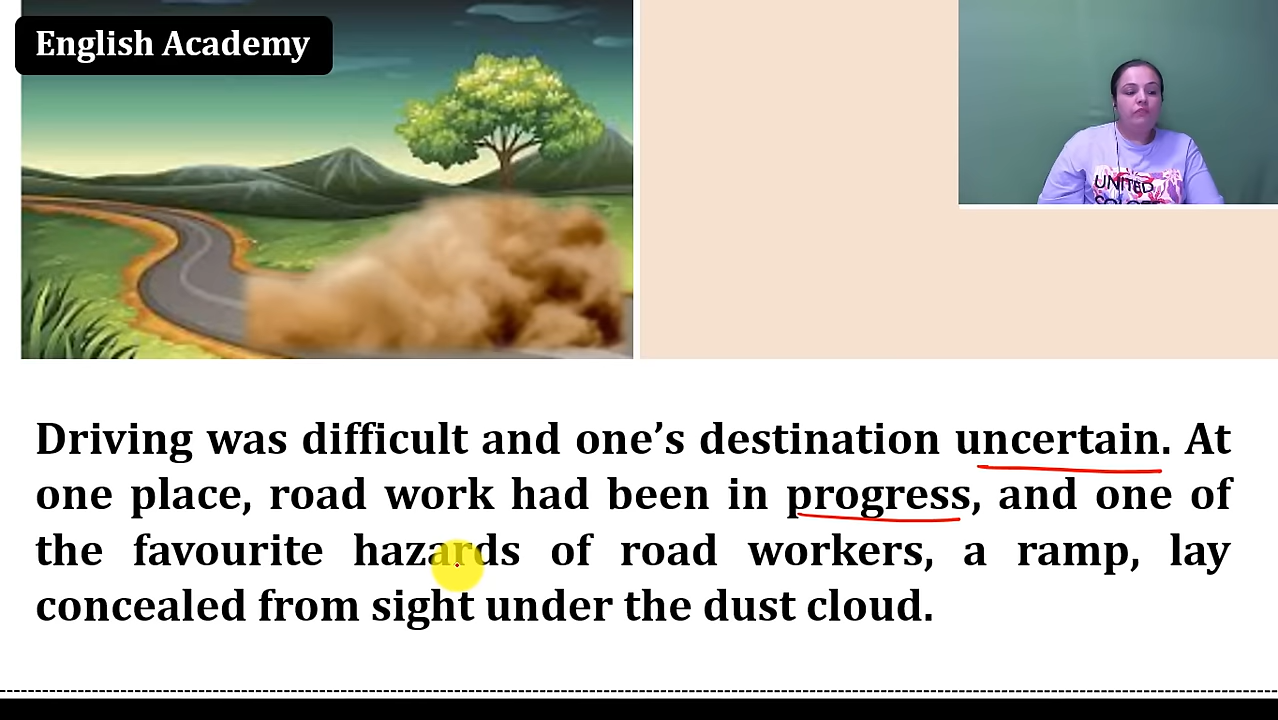 English Academy
UNITED
Driving was difficult and one’s destination uncertain. At
one place, road work had been in progress, and one of
the favourite hazards of road workers, a ramp, lay
concealed from sight under the dust cloud.